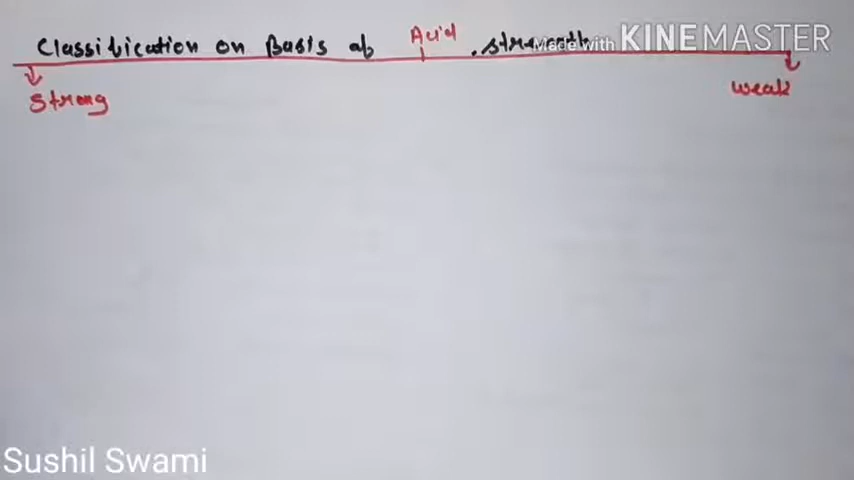 Classification on Basis of Acid strength
Made with KINEMASTER
Strong
weak
Sushil Swami